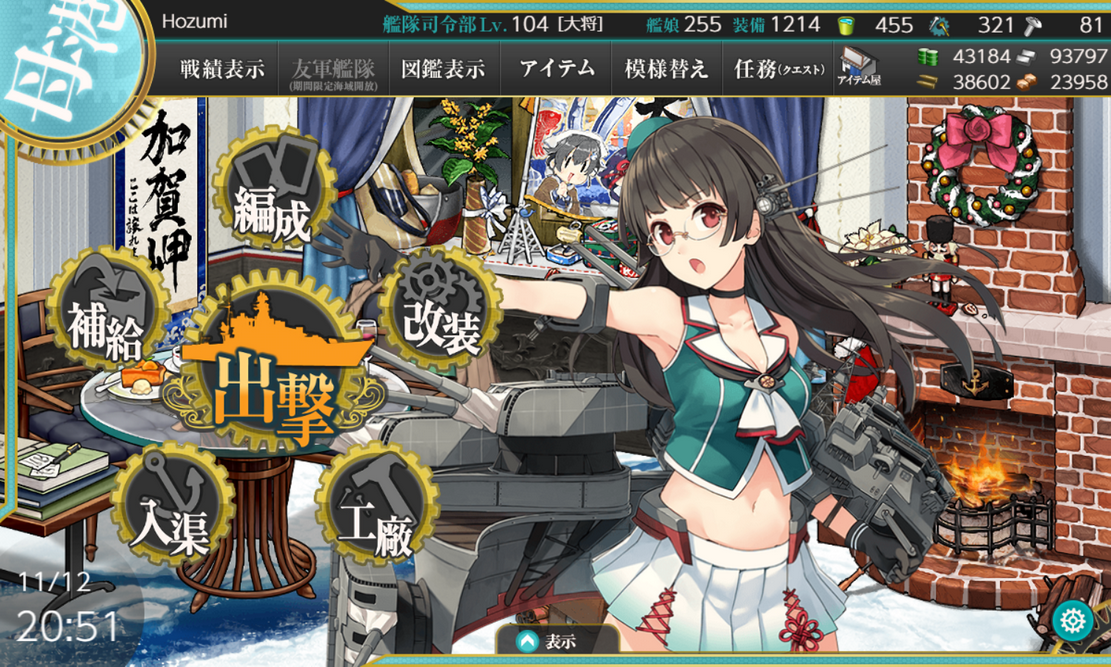 母港
Hozumi
艦隊司令部Lv. 104 [大将]
艦娘 255 装備 1214
455
321
81
戦績表示
友軍艦隊
(期間限定海域開放)
図鑑表示
アイテム
模様替え
任務(クエスト)
アイテム屋
43184
93797
38602
23958
加賀岬
編成
補給
改装
出撃
入渠
工廠
11/12
20:51
表示